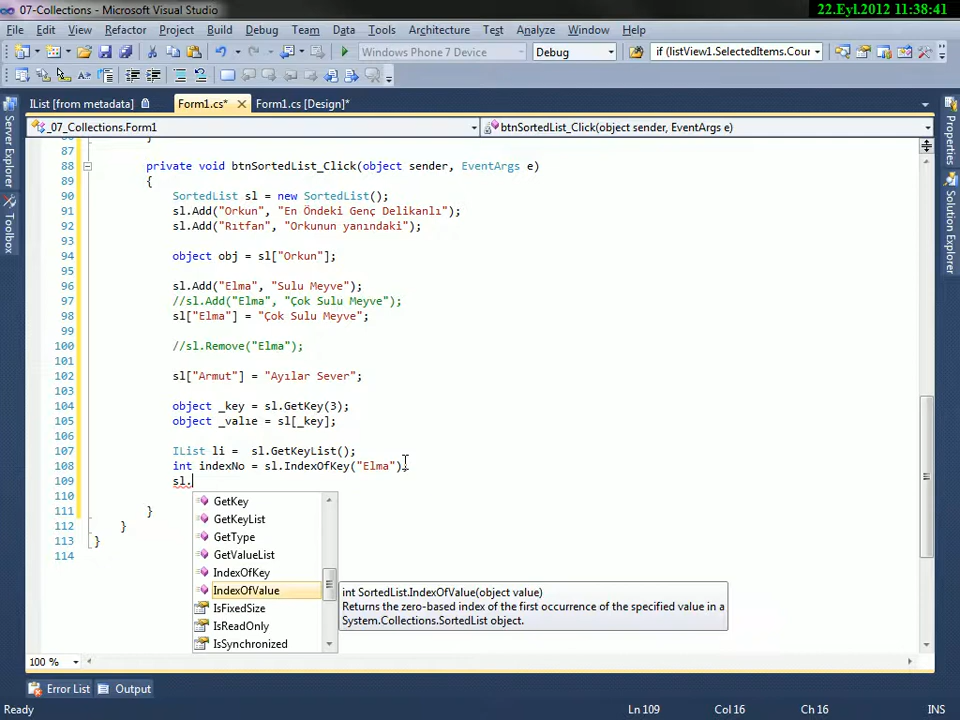 07-Collections - Microsoft Visual Studio
22.Eyl.2012 11:38:41
File Edit View Refactor Project Build Debug Team Data Tools Architecture Test Analyze Window Help
Windows Phone 7 Device Debug if (listView1.SelectedItems.Cour
IList [from metadata] Form1.cs* Form1.cs [Design]*
_07_Collections.Form1 btnSortedList_Click(object sender, EventArgs e)
Server Explorer
Toolbox
Properties
Solution Explorer
87
88 private void btnSortedList_Click(object sender, EventArgs e)
89 {
90 SortedList sl = new SortedList();
91 sl.Add("Orkun", "En Öndeki Genç Delikanlı");
92 sl.Add("Rıtfan", "Orkunun yanındaki");
93
94 object obj = sl["Orkun"];
95
96 sl.Add("Elma", "Sulu Meyve");
97 //sl.Add("Elma", "Çok Sulu Meyve");
98 sl["Elma"] = "Çok Sulu Meyve";
99
100 //sl.Remove("Elma");
101
102 sl["Armut"] = "Ayılar Sever";
103
104 object _key = sl.GetKey(3);
105 object _value = sl[_key];
106
107 IList li =  sl.GetKeyList();
108 int indexNo = sl.IndexOfKey("Elma");
109 sl.
110
111 }
112 }
113 }
114
GetKey
GetKeyList
GetType
GetValueList
IndexOfKey
IndexOfValue
IsFixedSize
IsReadOnly
IsSynchronized
int SortedList.IndexOfValue(object value)
Returns the zero-based index of the first occurrence of the specified value in a
System.Collections.SortedList object.
100 %
Error List Output
Ready Ln 109 Col 16 Ch 16 INS